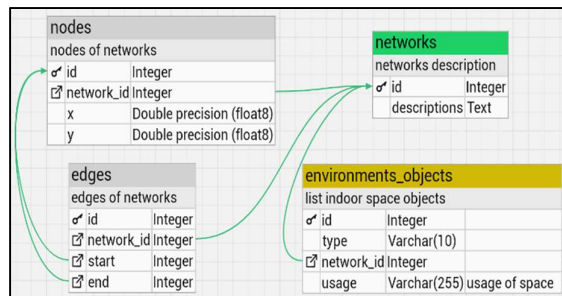 nodes
nodes of networks
id Integer
network_id Integer
x Double precision (float8)
y Double precision (float8)
networks
networks description
id Integer
descriptions Text
edges
edges of networks
id Integer
network_id Integer
start Integer
end Integer
environments_objects
list indoor space objects
id Integer
type Varchar(10)
network_id Integer
usage Varchar(255) usage of space